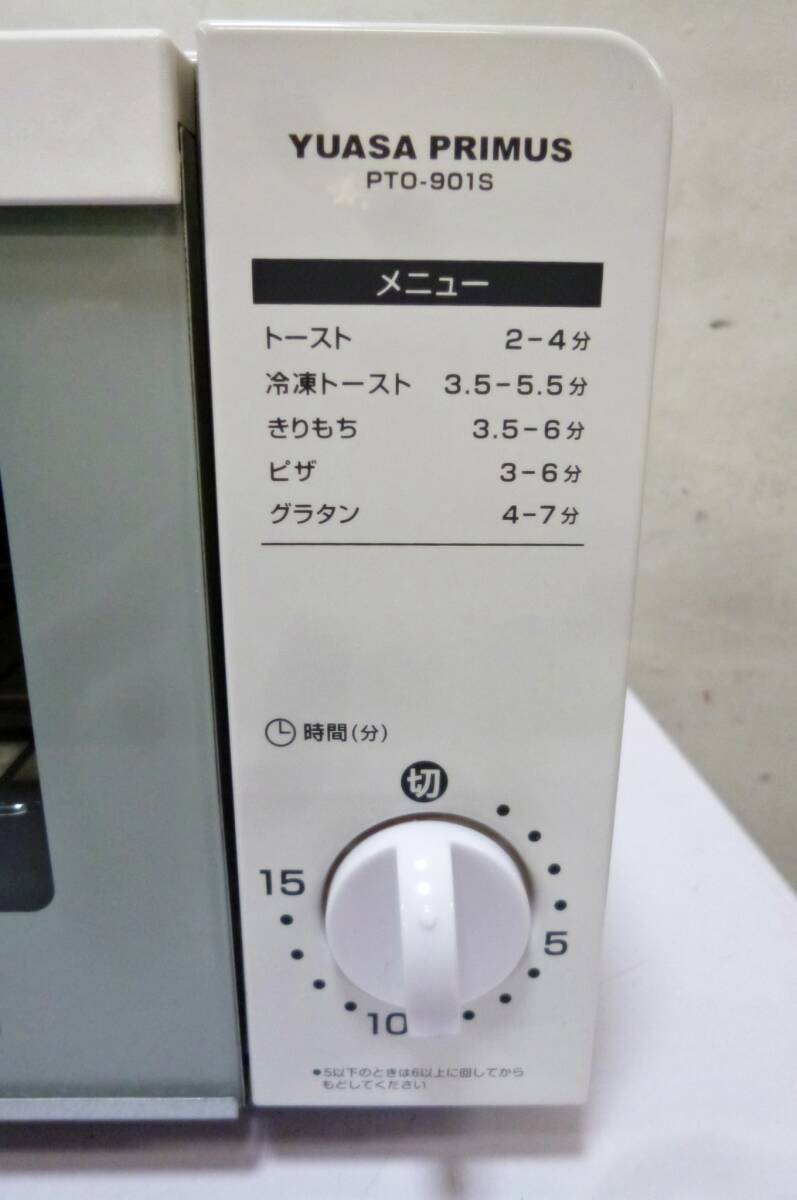 YUASA PRIMUS
PTO-901S
メニュー
トースト 2-4分
冷凍トースト 3.5-5.5分
きりもち 3.5-6分
ピザ 3-6分
グラタン 4-7分
時間(分)
切
15
5
10
●5以下のときは6以上に回してから
もどしてください